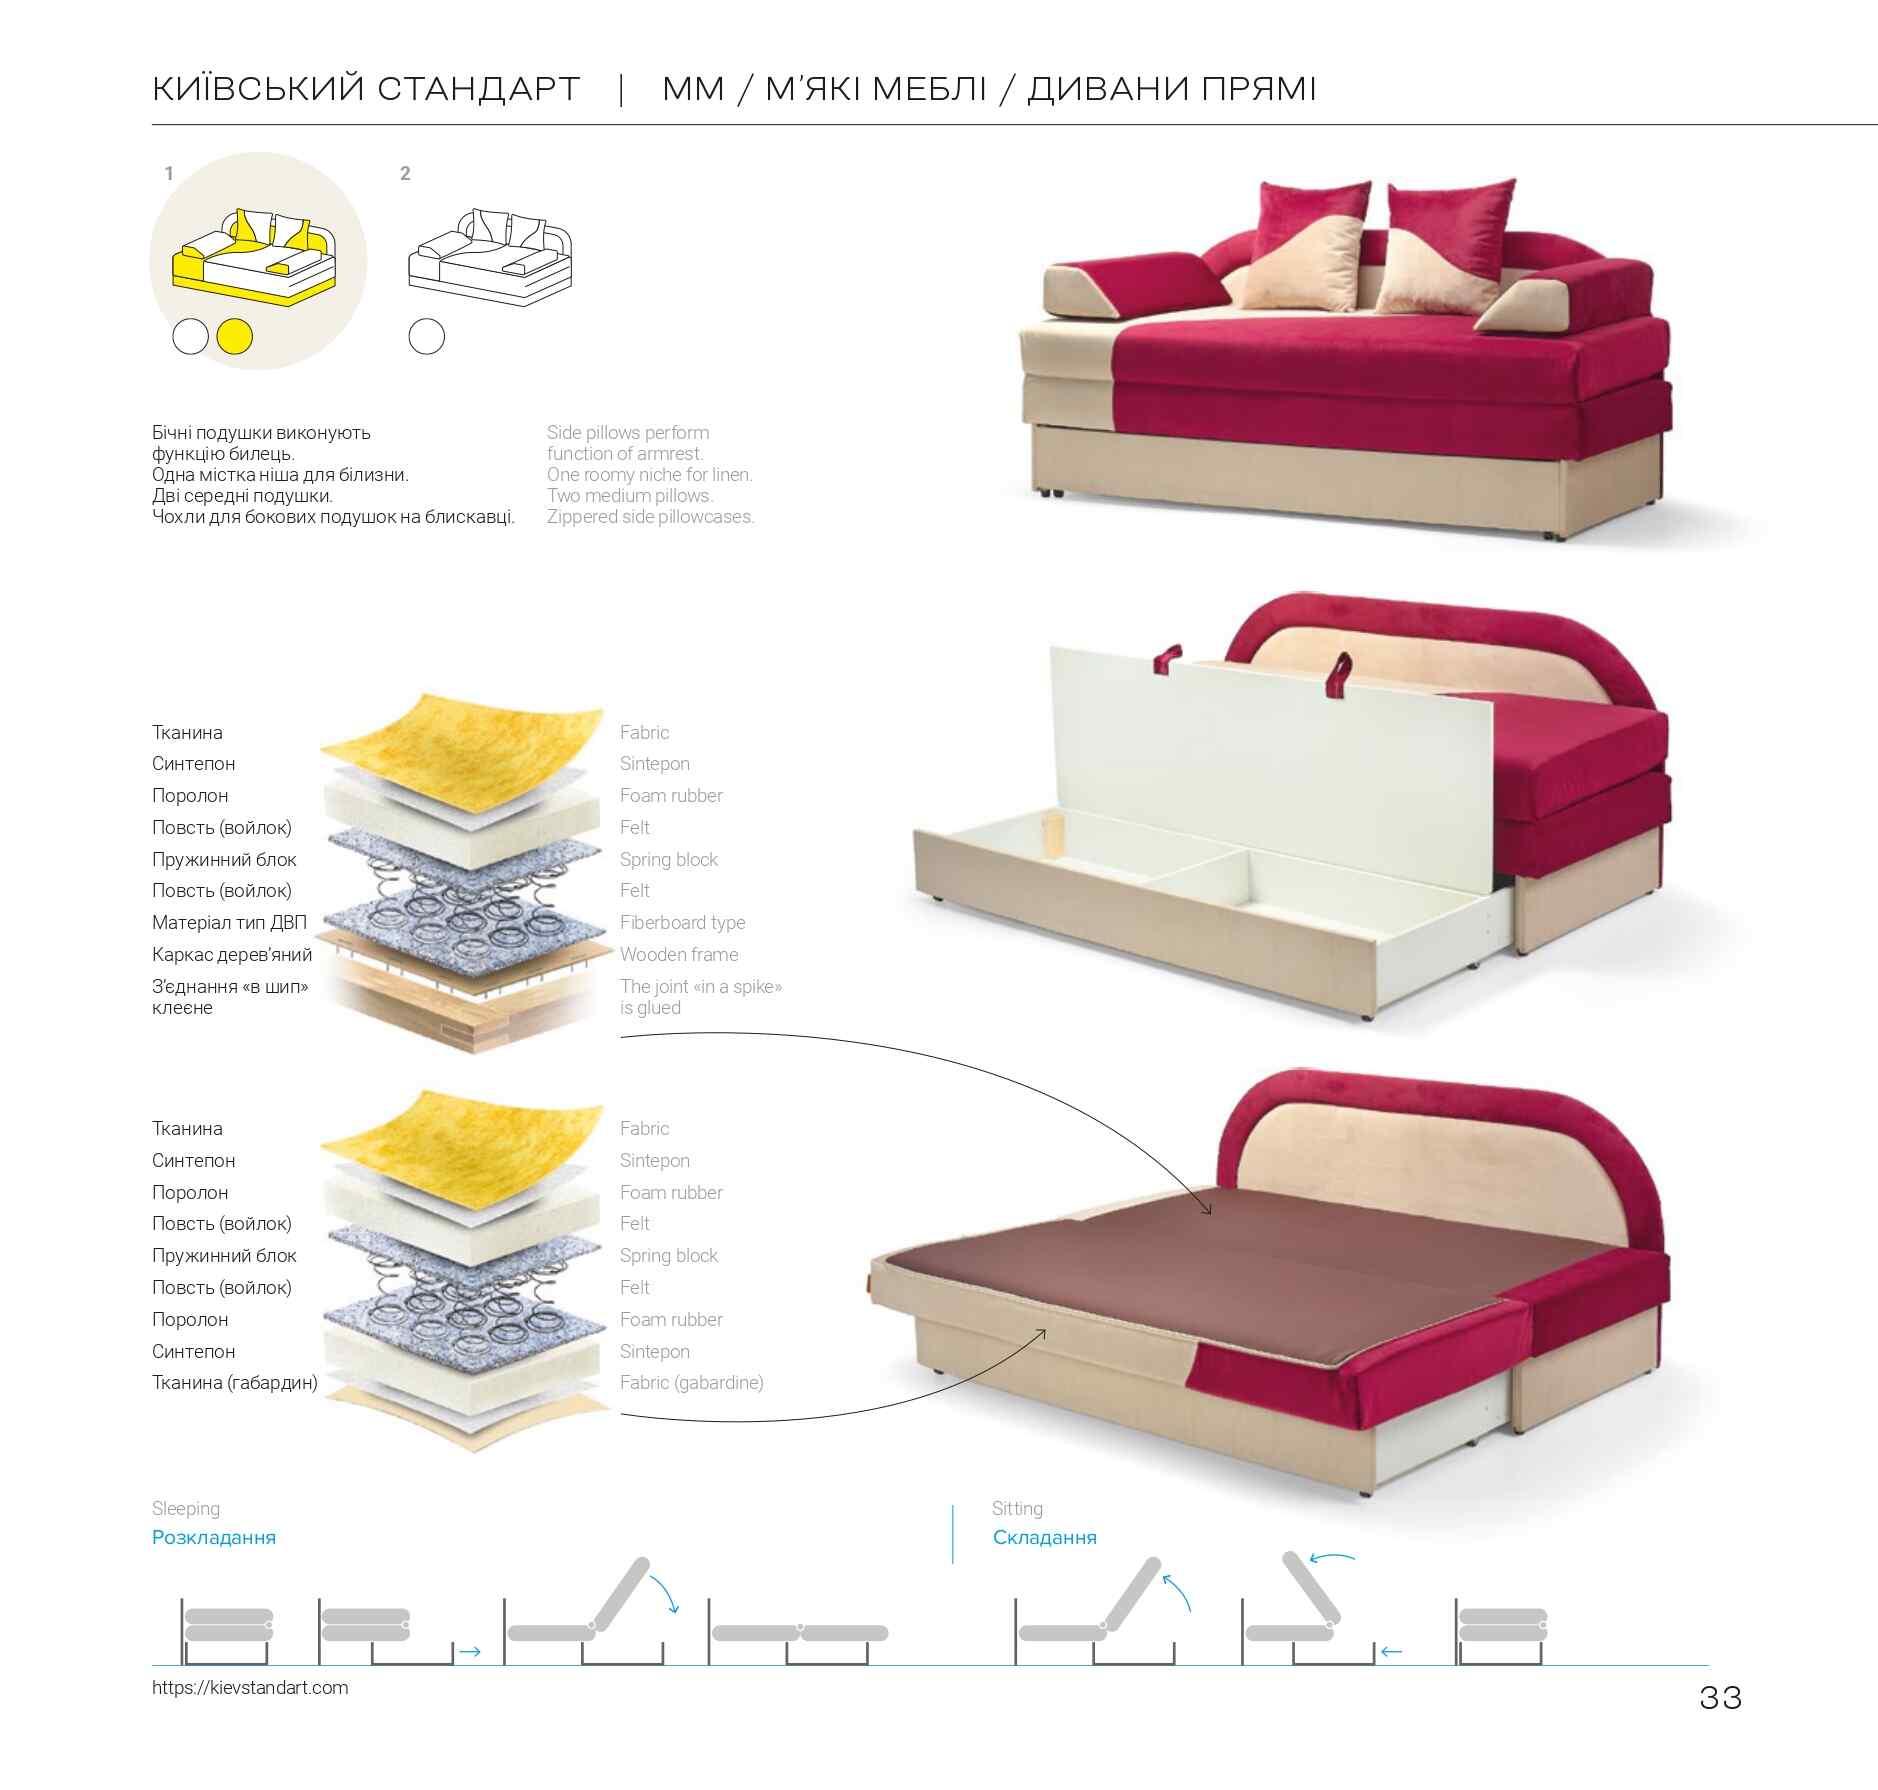 КИЇВСЬКИЙ СТАНДАРТ | ММ / М’ЯКІ МЕБЛІ / ДИВАНИ ПРЯМІ
1
2
Бічні подушки виконують
функцію билець.
Одна містка ніша для білизни.
Дві середні подушки.
Чохли для бокових подушок на блискавці.
Side pillows perform
function of armrest.
One roomy niche for linen.
Two medium pillows.
Zippered side pillowcases.
Тканина
Синтепон
Поролон
Повсть (войлок)
Пружинний блок
Повсть (войлок)
Матеріал тип ДВП
Каркас дерев’яний
З’єднання «в шип»
клеєне
Fabric
Sintepon
Foam rubber
Felt
Spring block
Felt
Fiberboard type
Wooden frame
The joint «in a spike»
is glued
Тканина
Синтепон
Поролон
Повсть (войлок)
Пружинний блок
Повсть (войлок)
Поролон
Синтепон
Тканина (габардин)
Fabric
Sintepon
Foam rubber
Felt
Spring block
Felt
Foam rubber
Sintepon
Fabric (gabardine)
Sleeping
Розкладання
Sitting
Складання
https://kievstandart.com
33